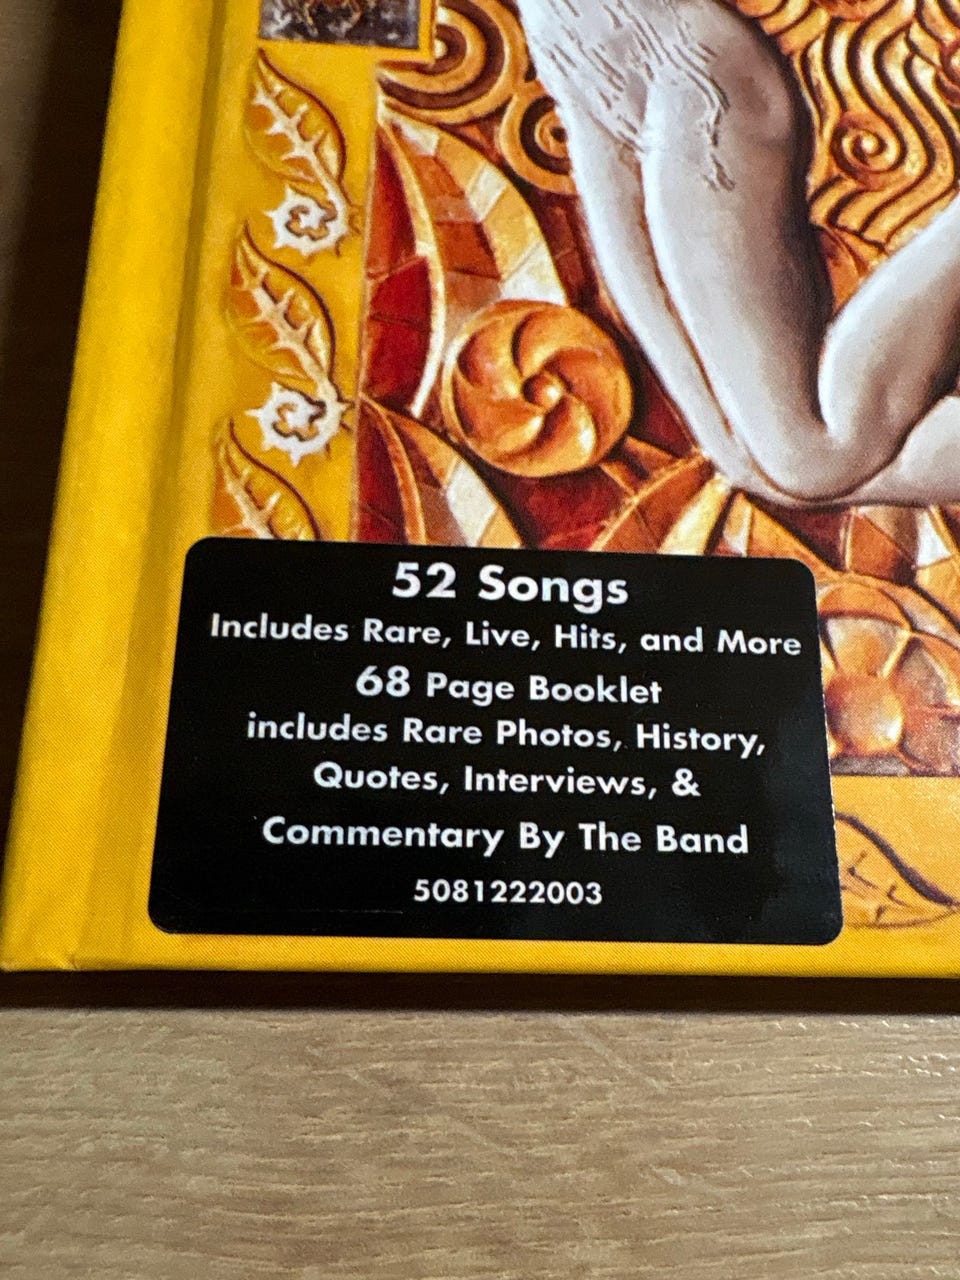 52 Songs
Includes Rare, Live, Hits, and More
68 Page Booklet
includes Rare Photos, History,
Quotes, Interviews, &
Commentary By The Band
5081222003